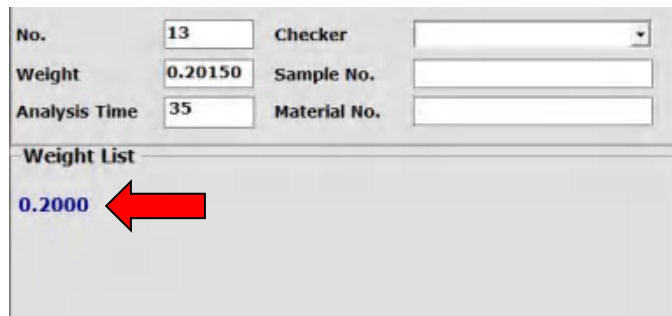 No. 13 Checker
Weight 0.20150 Sample No.
Analysis Time 35 Material No.
Weight List
0.2000